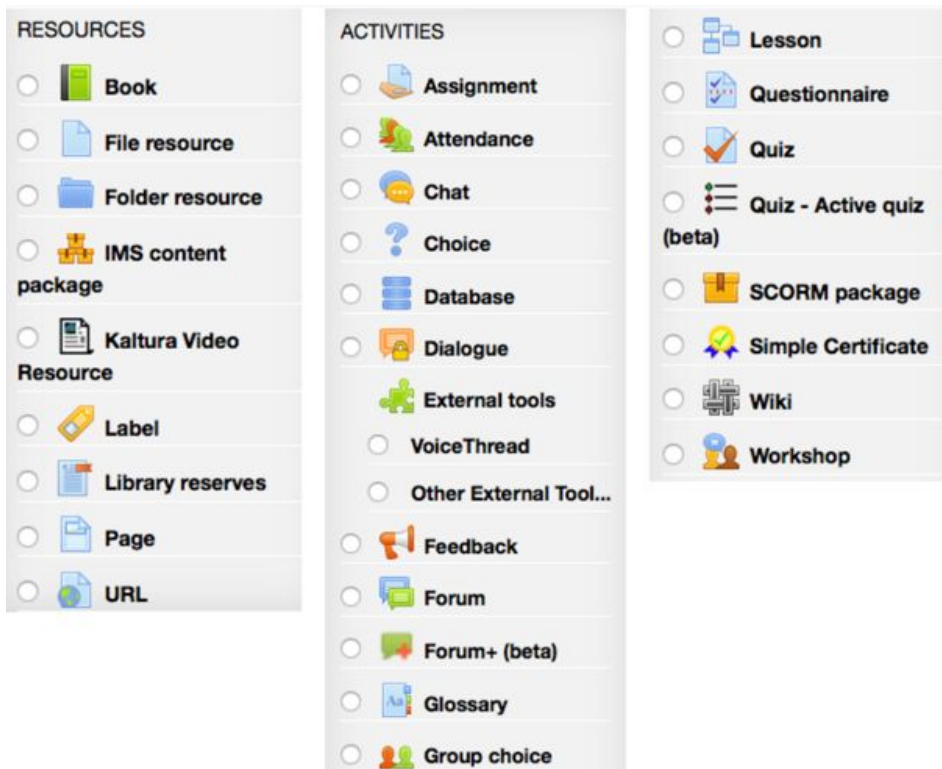 RESOURCES
Book
File resource
Folder resource
IMS content
package
Kaltura Video
Resource
Label
Library reserves
Page
URL
ACTIVITIES
Assignment
Attendance
Chat
Choice
Database
Dialogue
External tools
VoiceThread
Other External Tool...
Feedback
Forum
Forum+ (beta)
Aa
Glossary
Group choice
Lesson
Questionnaire
Quiz
Quiz - Active quiz
(beta)
SCORM package
Simple Certificate
Wiki
Workshop